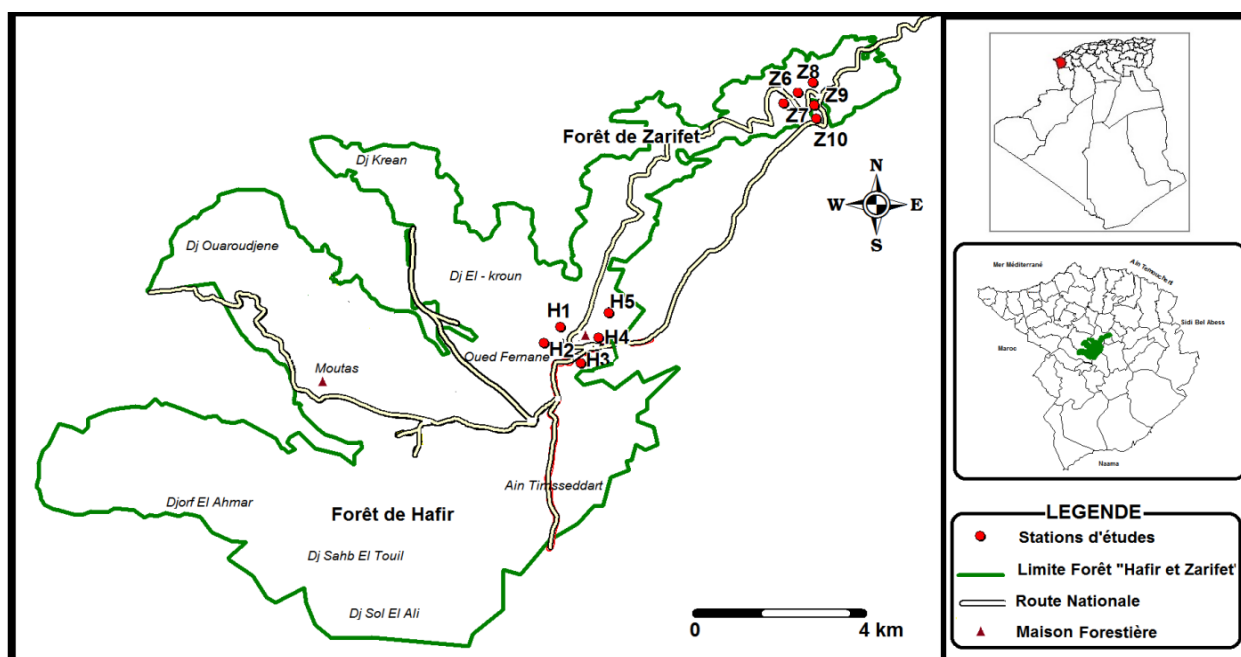 Z8
Z6
Z9
Z7
Z10
Forêt de Zarifet
Dj Krean
N
W
E
S
Dj Ouaroudjene
Dj El - kroun
H1
H5
H4
H2
H3
Oued Fernane
Moutas
Ain Timsseddart
Djorf El Ahmar
Forêt de Hafir
Dj Sahb El Touil
Dj Sol El Ali
0
4 km
Mer Méditerrané
Sidi Bel Abess
Maroc
Naama
LEGENDE
Stations d'études
Limite Forêt "Hafir et Zarifet"
Route Nationale
Maison Forestière